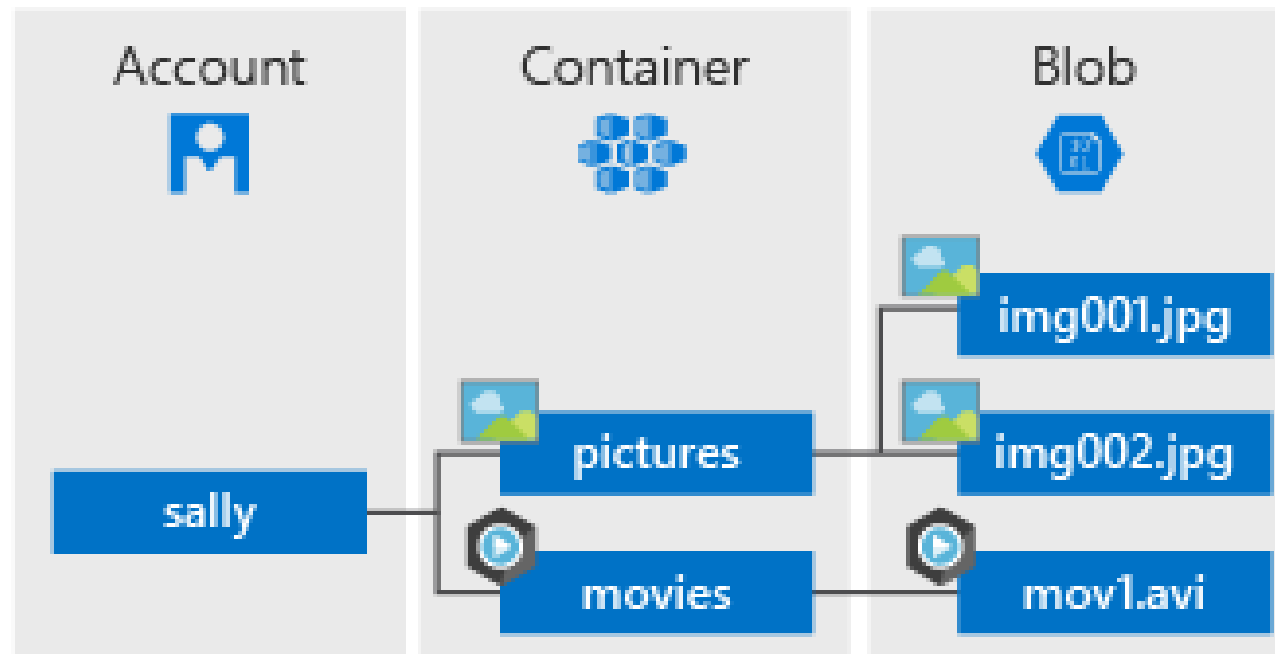 Account
Container
Blob
img001.jpg
pictures
img002.jpg
sally
movies
mov1.avi